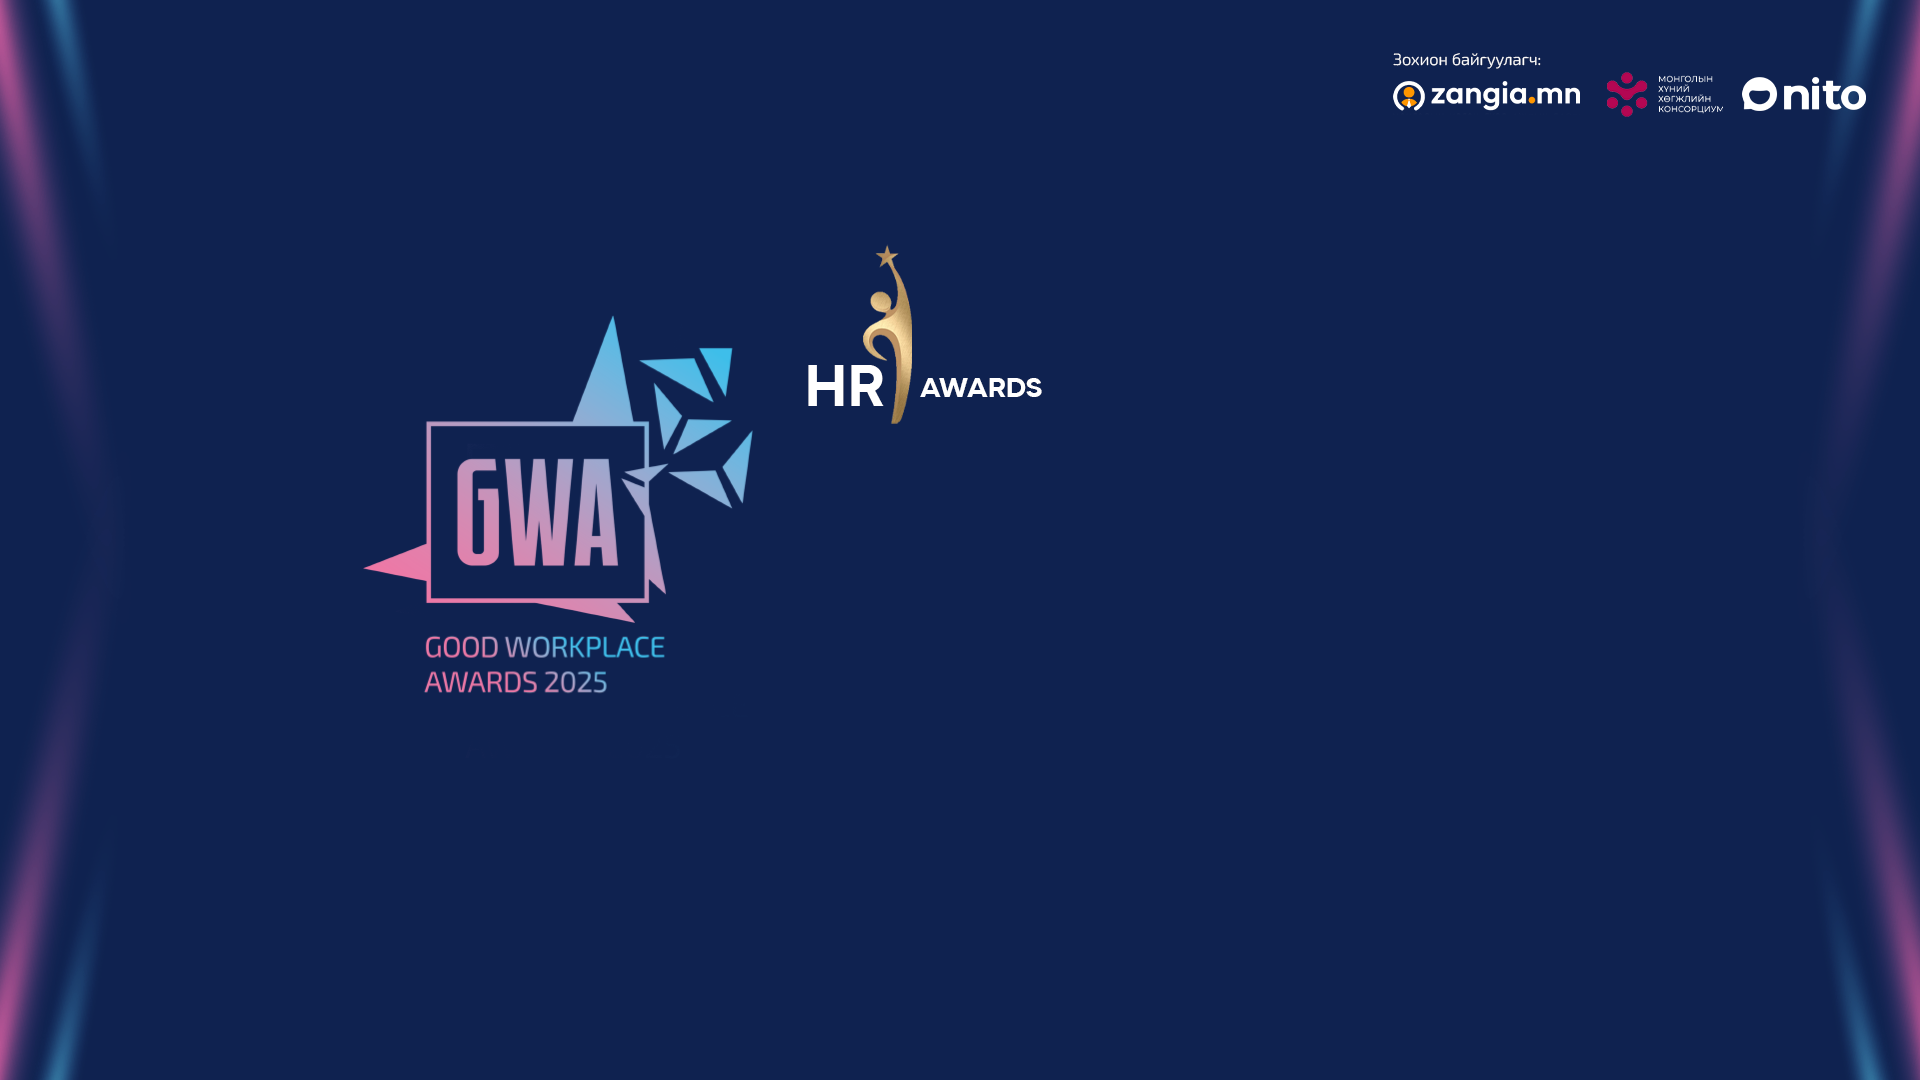 Зохион байгуулагч:
zangia.mn
МОНГОЛЫН
ХҮНИЙ
ХӨГЖЛИЙН
КОНСОРЦИУМ
nito
HR AWARDS
GWA
GOOD WORKPLACE
AWARDS 2025